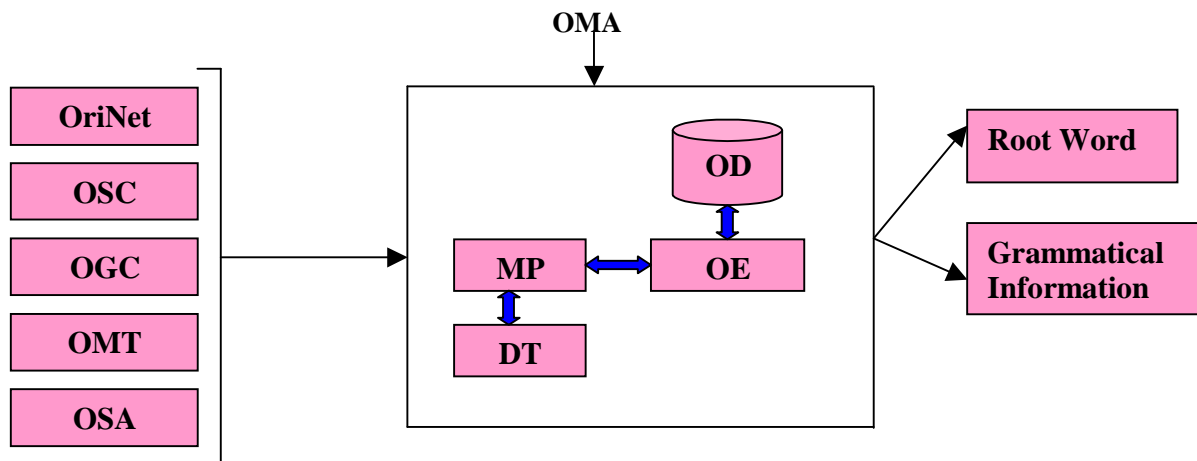 OMA
OriNet
OSC
OGC
OMT
OSA
OD
MP
OE
DT
Root Word
Grammatical
Information